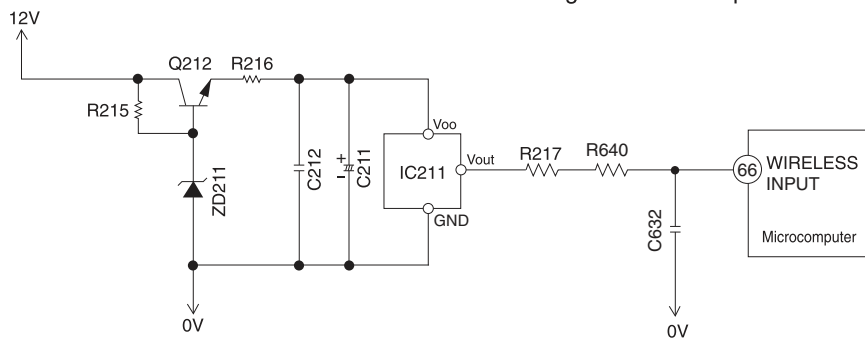 12V
Q212
R216
R215
ZD211
C212
+
-
C211
Voo
IC211
Vout
GND
R217
R640
C632
66
WIRELESS
INPUT
Microcomputer
0V
0V